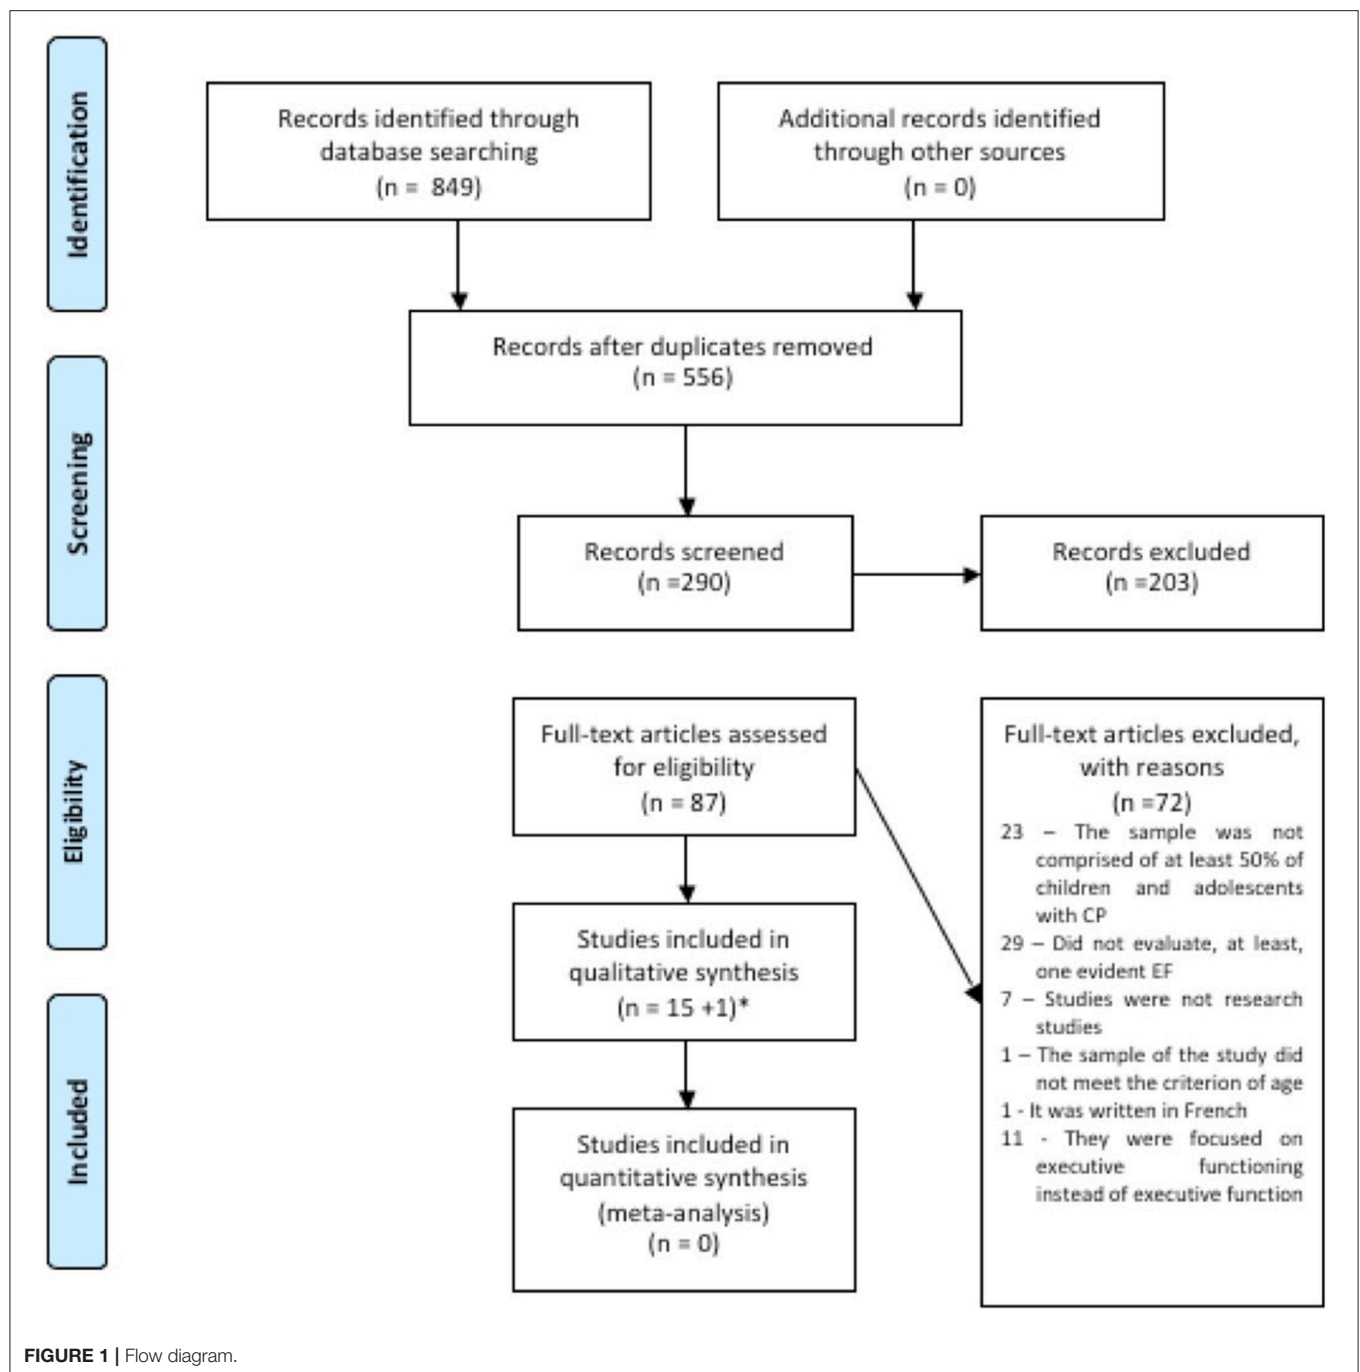 Identification
Records identified through
database searching
(n =  849)
Additional records identified
through other sources
(n = 0)
Records after duplicates removed
(n = 556)
Screening
Records screened
(n =290)
Records excluded
(n =203)
Eligibility
Full-text articles assessed
for eligibility
(n = 87)
Full-text articles excluded,
with reasons
(n =72)
23 – The sample was not
comprised of at least 50% of
children and adolescents
with CP
29 – Did not evaluate, at least,
one evident EF
7 – Studies were not research
studies
1 – The sample of the study did
not meet the criterion of age
1 - It was written in French
11 - They were focused on
executive functioning
instead of executive function
Studies included in
qualitative synthesis
(n = 15 +1)*
Included
Studies included in
quantitative synthesis
(meta-analysis)
(n = 0)
FIGURE 1 | Flow diagram.